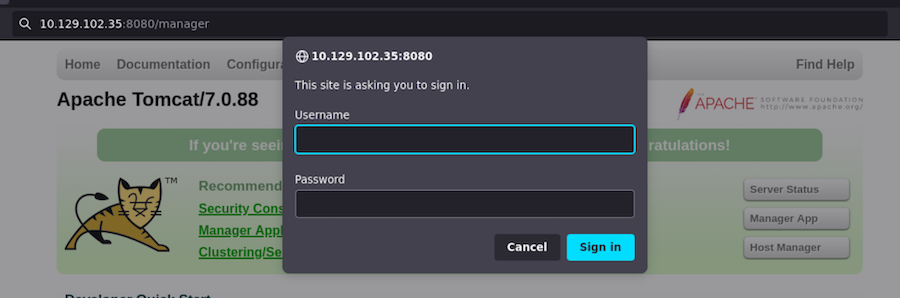 10.129.102.35:8080/manager
Home Documentation Configura Find Help
Apache Tomcat/7.0.88
APACHE SOFTWARE FOUNDATION
http://www.apache.org/
If you're seei ratulations!
TM
Recommend
Security Cons
Manager Appl
Clustering/Se
Server Status
Manager App
Host Manager
10.129.102.35:8080
This site is asking you to sign in.
Username
Password
Cancel Sign in
Developer Quick Start